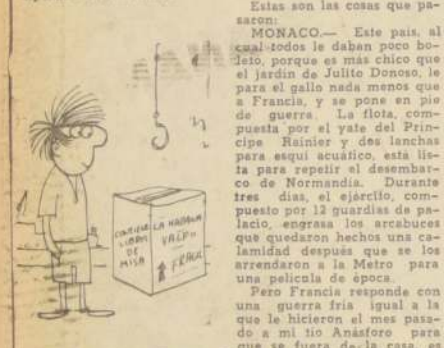 CONTIENE
LIBROS
DE
MISA
LA HABANA
VALPO
FRAGIL
Estas son las cosas que pa-
saron:
MONACO.— Este país, al
cual todos le daban poco bo-
leto, porque es más chico que
el jardín de Julito Donoso, le
para el gallo nada menos que
a Francia, y se pone en pie
de guerra. La flota, com-
puesta por el yate del Prin-
cipe Rainier y dos lanchas
para esquí acuático, está lis-
ta para repetir el desembar-
co de Normandía. Durante
tres días, el ejército, com-
puesto por 12 guardias de pa-
lacio, engrasa los arcabuces
que quedaron hechos una ca-
lamidad después que se los
arrendaron a la Metro para
una película de época.
Pero Francia responde con
una guerra fría igual a la
que le hicieron el mes pasa-
do a mi tío Anásforo para
que se fuera de la casa, es